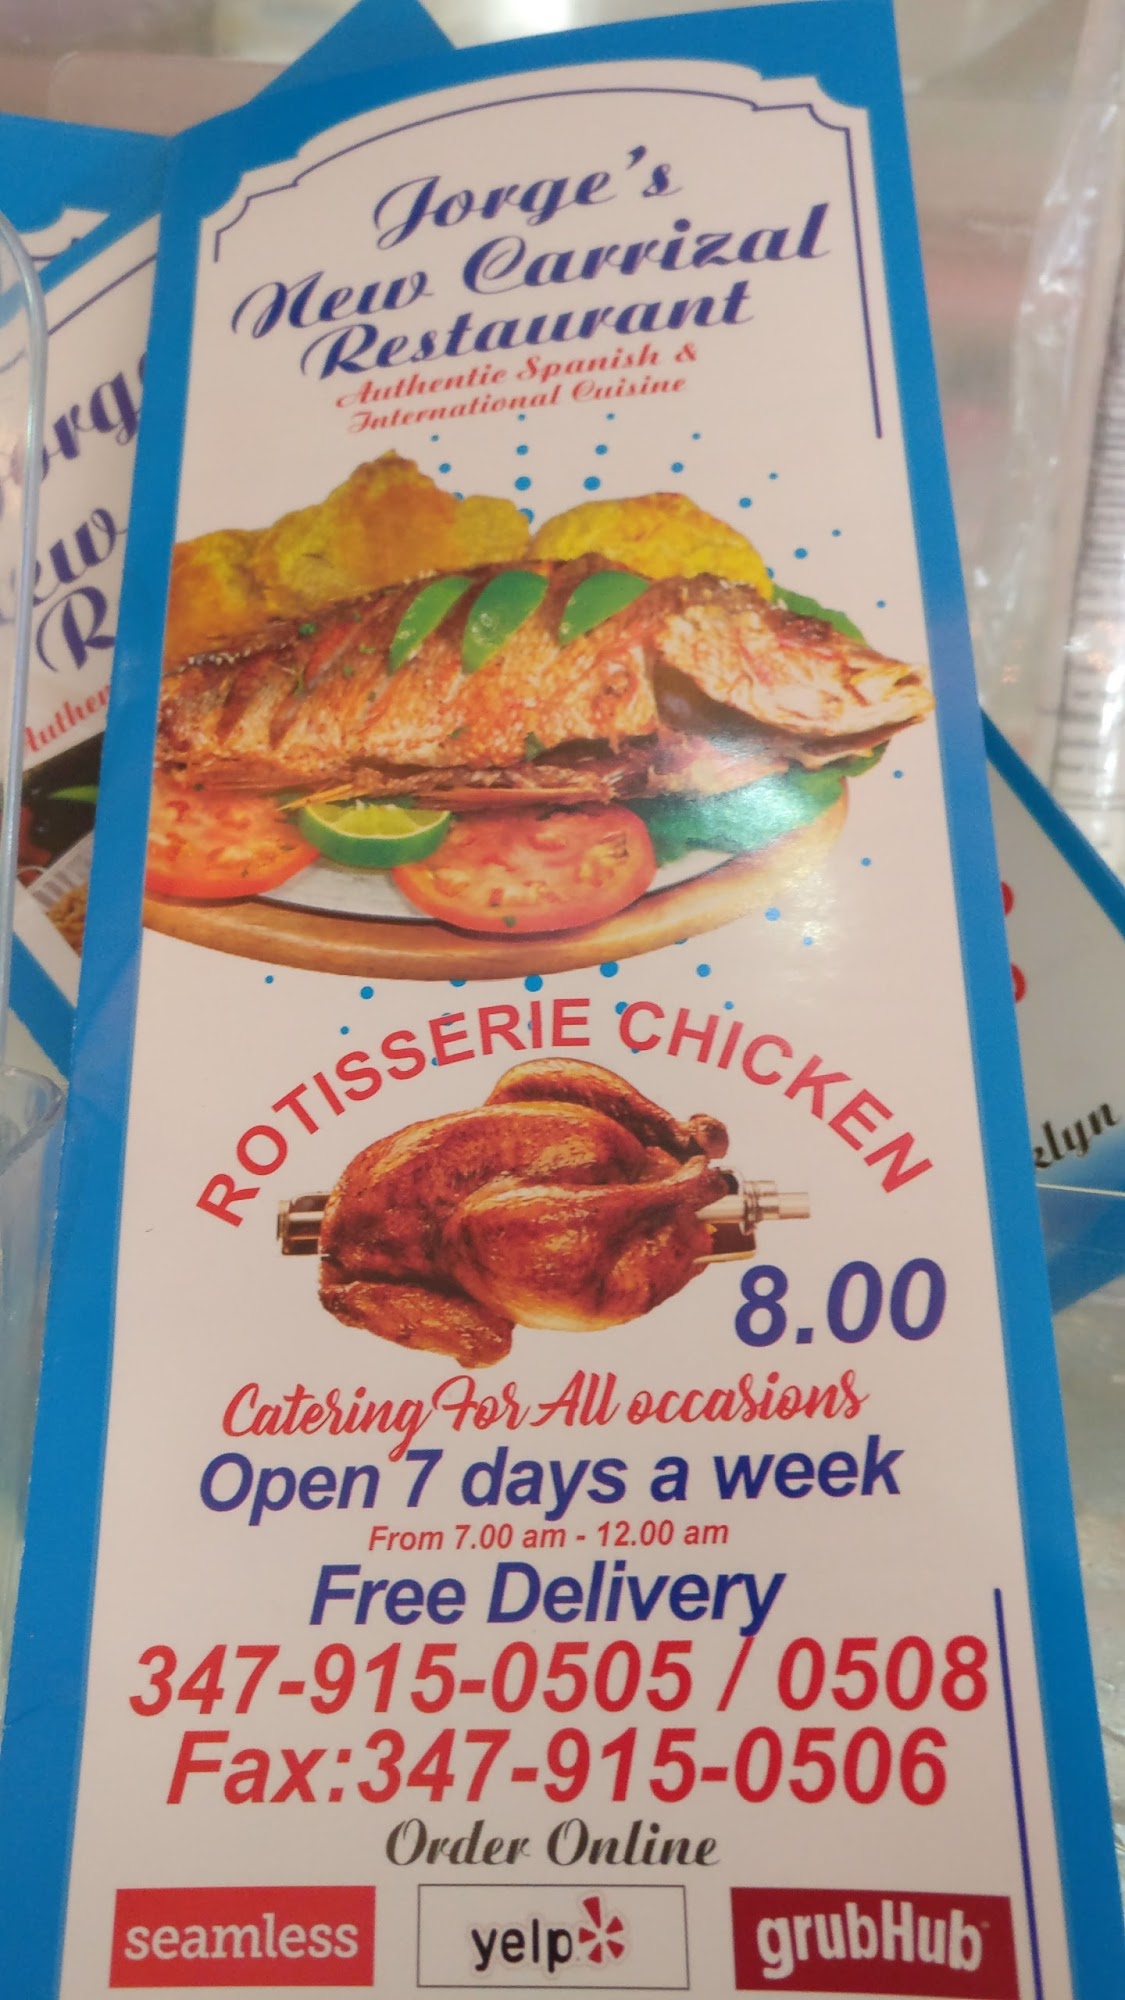 Jorge's
New Carrizal
Restaurant
Authentic Spanish &
International Cuisine
ROTISSERIE CHICKEN
8.00
Catering For All occasions
Open 7 days a week
From 7.00 am - 12.00 am
Free Delivery
347-915-0505 / 0508
Fax:347-915-0506
Order Online
seamless
yelp
grubHub